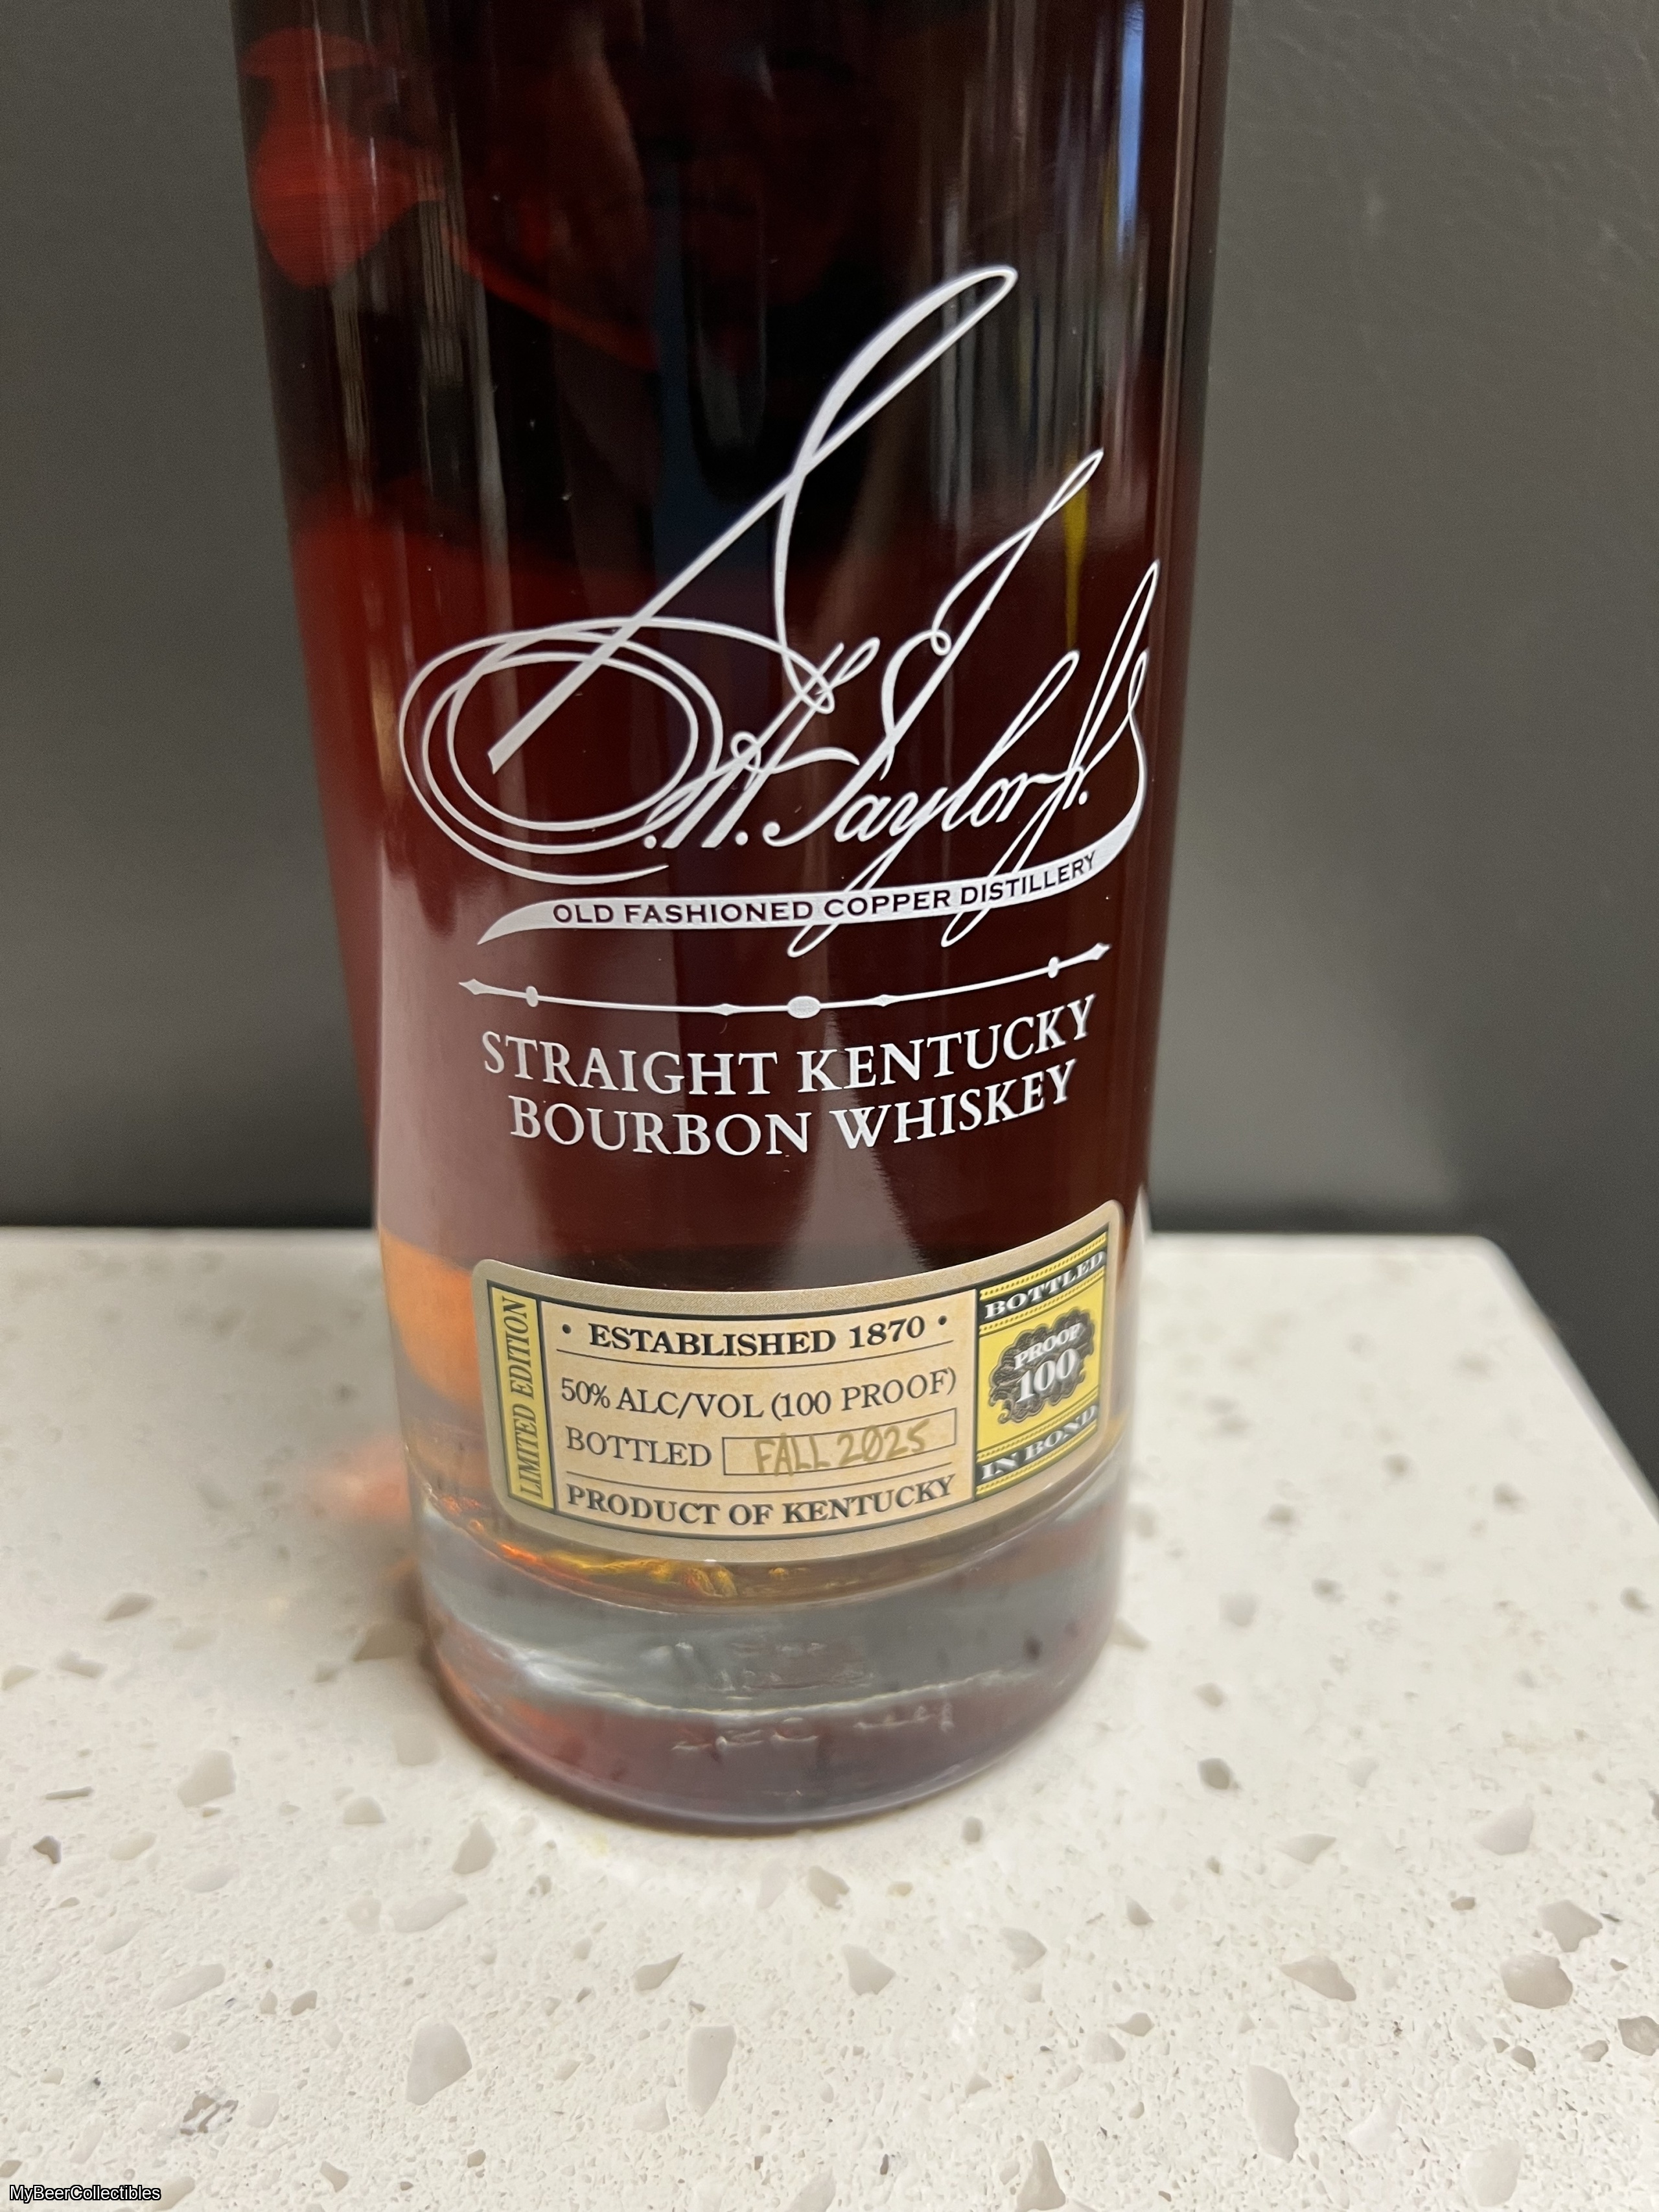 E.H. Taylor, Jr.
OLD FASHIONED COPPER DISTILLERY
STRAIGHT KENTUCKY
BOURBON WHISKEY
LIMITED EDITION
• ESTABLISHED 1870 •
50% ALC/VOL (100 PROOF)
BOTTLED FALL 2025
PRODUCT OF KENTUCKY
BOTTLED
PROOF
100
IN BOND
MyBeerCollectibles